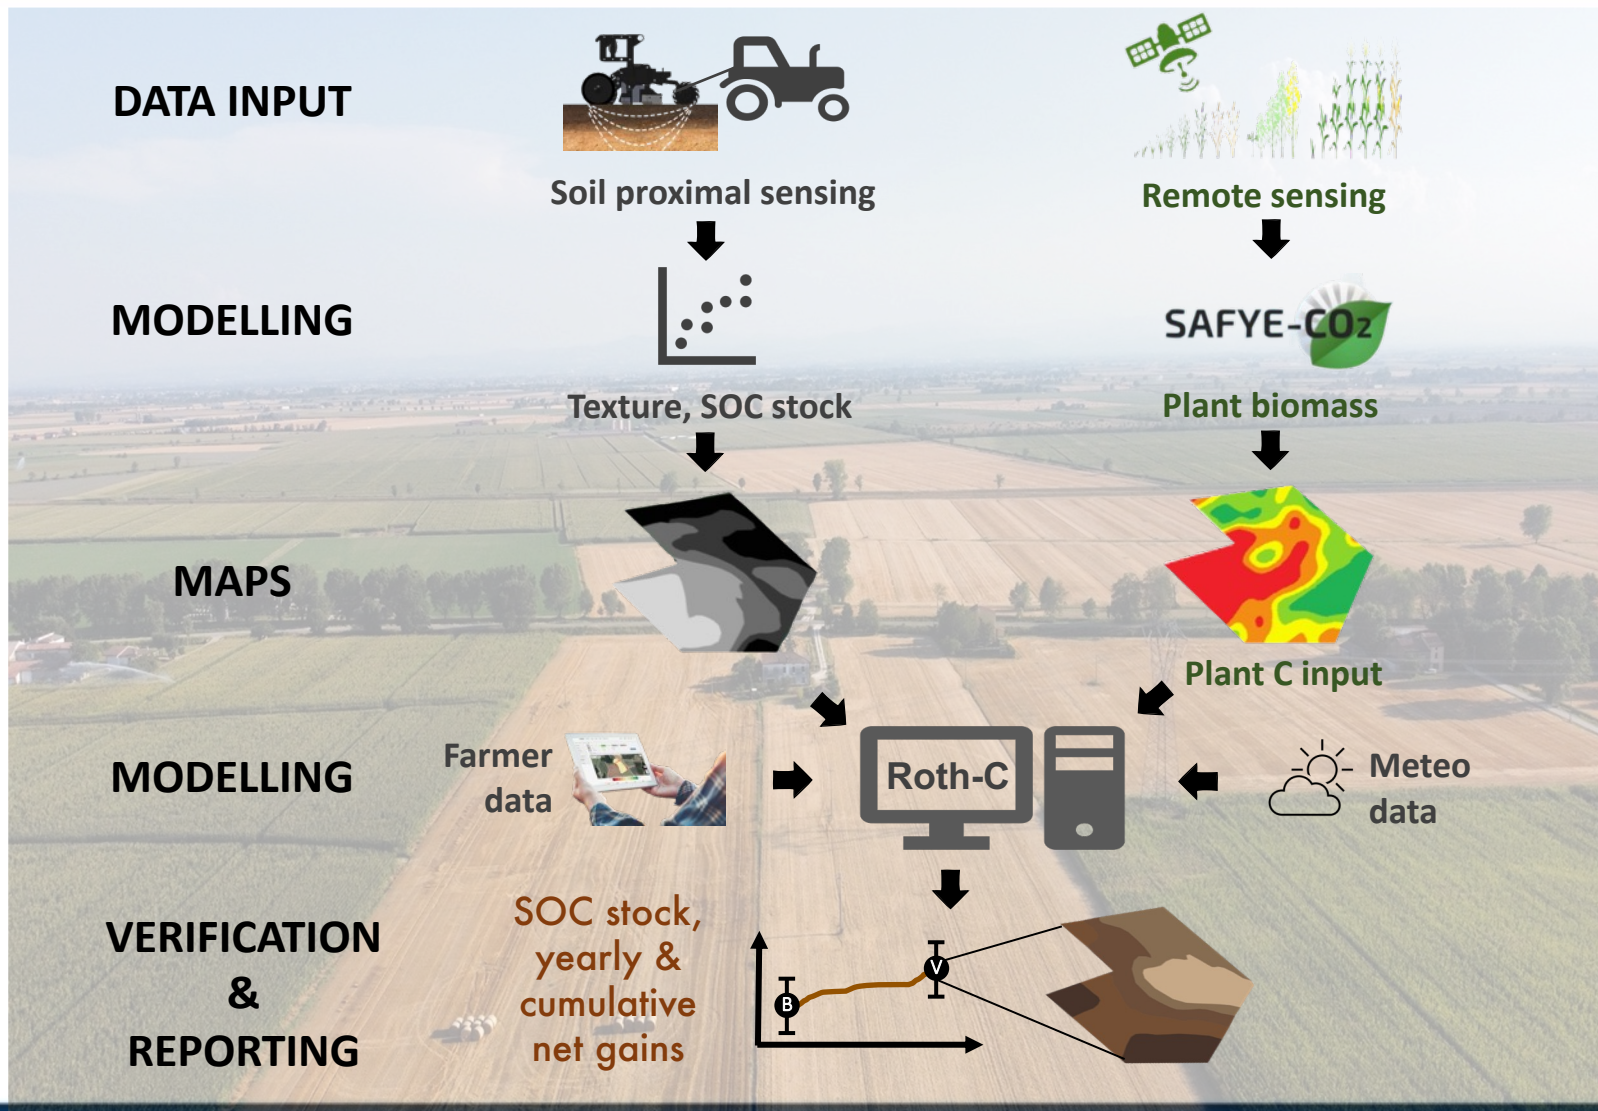 DATA INPUT
Soil proximal sensing
Remote sensing
MODELLING
SAFYE-CO2
Texture, SOC stock
Plant biomass
MAPS
Plant C input
MODELLING
Farmer
data
Roth-C
Meteo
data
VERIFICATION
&
REPORTING
SOC stock,
yearly &
cumulative
net gains
B
V